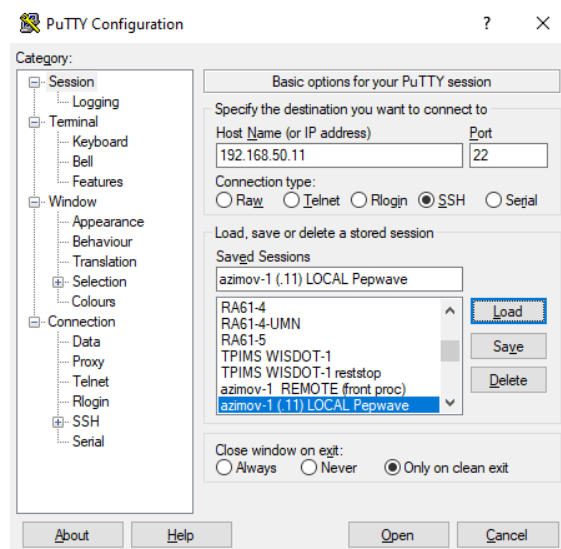 PuTTY Configuration
?
Category:
Session
Logging
Terminal
Keyboard
Bell
Features
Window
Appearance
Behaviour
Translation
Selection
Colours
Connection
Data
Proxy
Telnet
Rlogin
SSH
Serial
Basic options for your PuTTY session
Specify the destination you want to connect to
Host Name (or IP address) Port
192.168.50.11 22
Connection type:
Raw Telnet Rlogin SSH Serial
Load, save or delete a stored session
Saved Sessions
azimov-1 (.11) LOCAL Pepwave
RA61-4
RA61-4-UMN
RA61-5
TPIMS WISDOT-1
TPIMS WISDOT-1 reststop
azimov-1 REMOTE (front proc)
azimov-1 (.11) LOCAL Pepwave
Load
Save
Delete
Close window on exit:
Always Never Only on clean exit
About Help Open Cancel